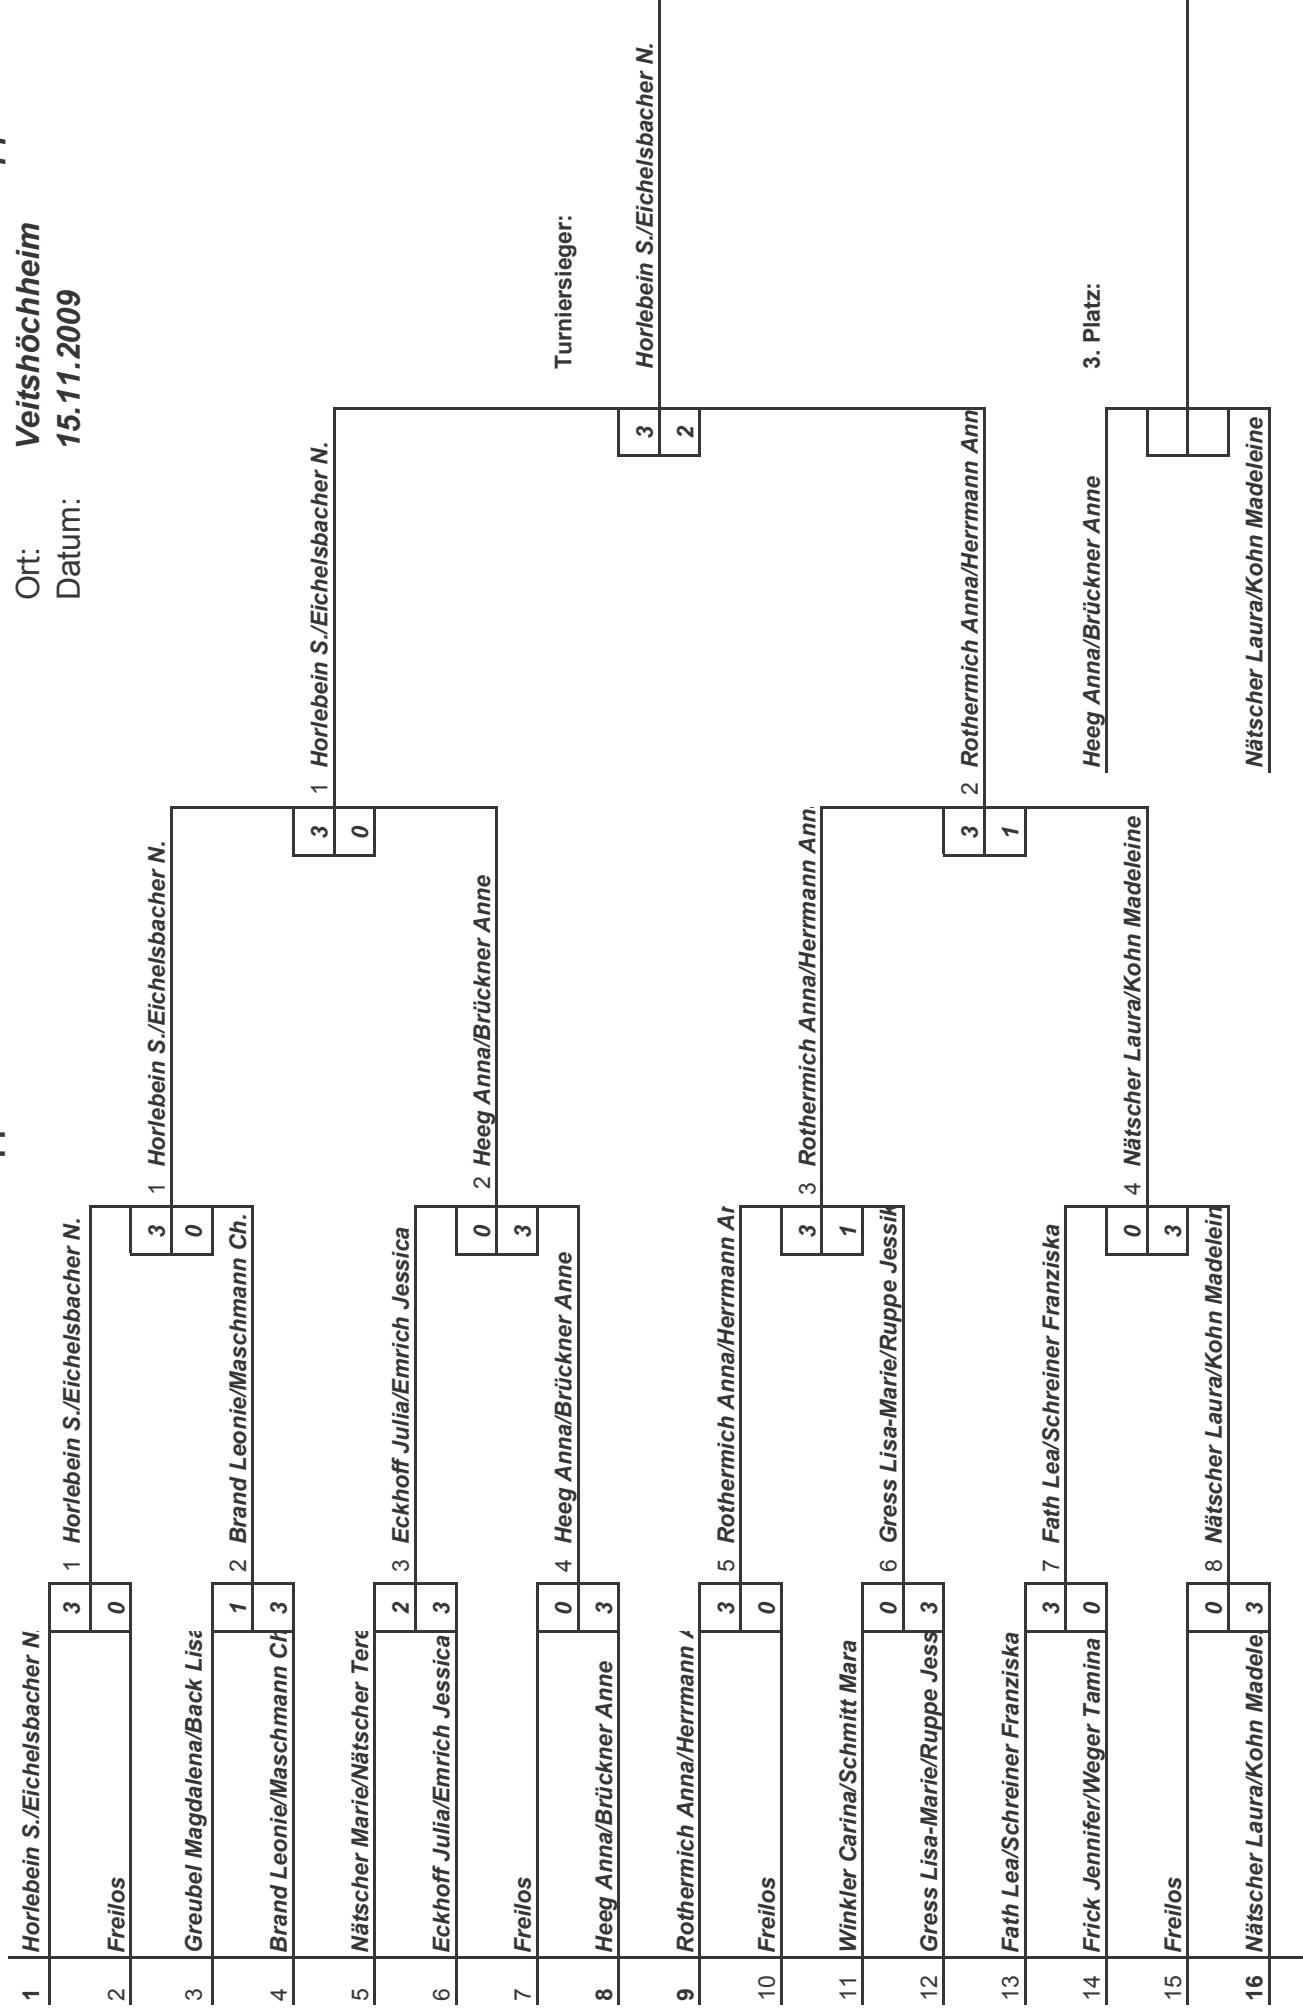 Ort: Veitshöchheim
Datum: 15.11.2009
1 Horlebein S./Eichelsbacher N.
3
0
2 Freilos
1 Horlebein S./Eichelsbacher N.
3
0
3 Greubel Magdalena/Back Lisa
1
3
4 Brand Leonie/Maschmann Ch
2 Brand Leonie/Maschmann Ch.
1 Horlebein S./Eichelsbacher N.
3
0
5 Nätscher Marie/Nätscher Tere
2
3
6 Eckhoff Julia/Emrich Jessica
3 Eckhoff Julia/Emrich Jessica
0
3
7 Freilos
0
3
8 Heeg Anna/Brückner Anne
4 Heeg Anna/Brückner Anne
2 Heeg Anna/Brückner Anne
1 Horlebein S./Eichelsbacher N.
3
2
Turniersieger:
Horlebein S./Eichelsbacher N.
9 Rothermich Anna/Herrmann A
3
0
10 Freilos
5 Rothermich Anna/Herrmann Ar
3
1
11 Winkler Carina/Schmitt Mara
0
3
12 Gress Lisa-Marie/Ruppe Jess
6 Gress Lisa-Marie/Ruppe Jessik
3 Rothermich Anna/Herrmann Ann
3
1
13 Fath Lea/Schreiner Franziska
3
0
14 Frick Jennifer/Weger Tamina
7 Fath Lea/Schreiner Franziska
0
3
15 Freilos
0
3
16 Nätscher Laura/Kohn Madele
8 Nätscher Laura/Kohn Madelein
4 Nätscher Laura/Kohn Madeleine
2 Rothermich Anna/Herrmann Ann
3. Platz:
Heeg Anna/Brückner Anne
Nätscher Laura/Kohn Madeleine